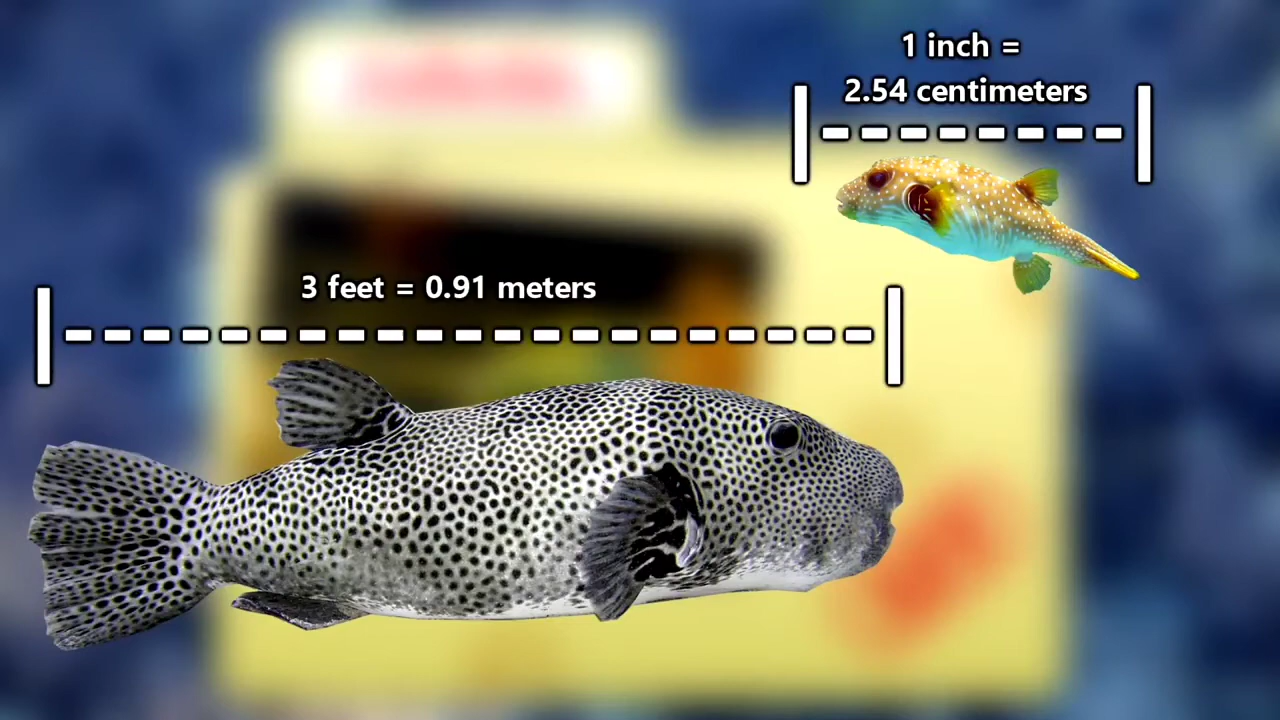 1 inch =
2.54 centimeters
3 feet = 0.91 meters